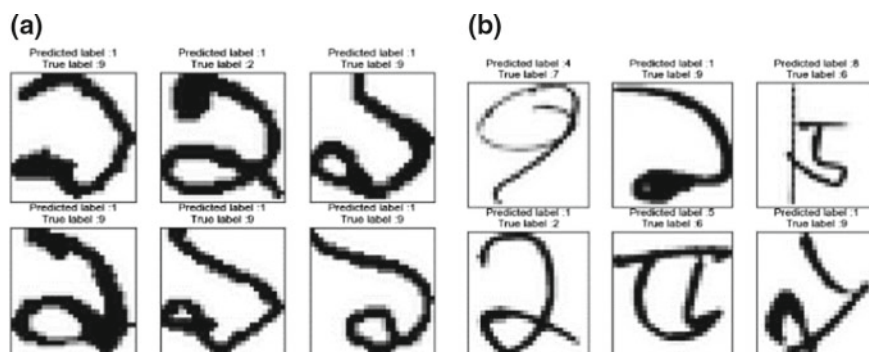 (a)
(b)
Predicted label :1
True label :9
Predicted label :1
True label :2
Predicted label :1
True label :9
Predicted label :4
True label :7
Predicted label :1
True label :9
Predicted label :8
True label :6
Predicted label :1
True label :9
Predicted label :1
True label :9
Predicted label :1
True label :9
Predicted label :1
True label :2
Predicted label :5
True label :6
Predicted label :1
True label :9